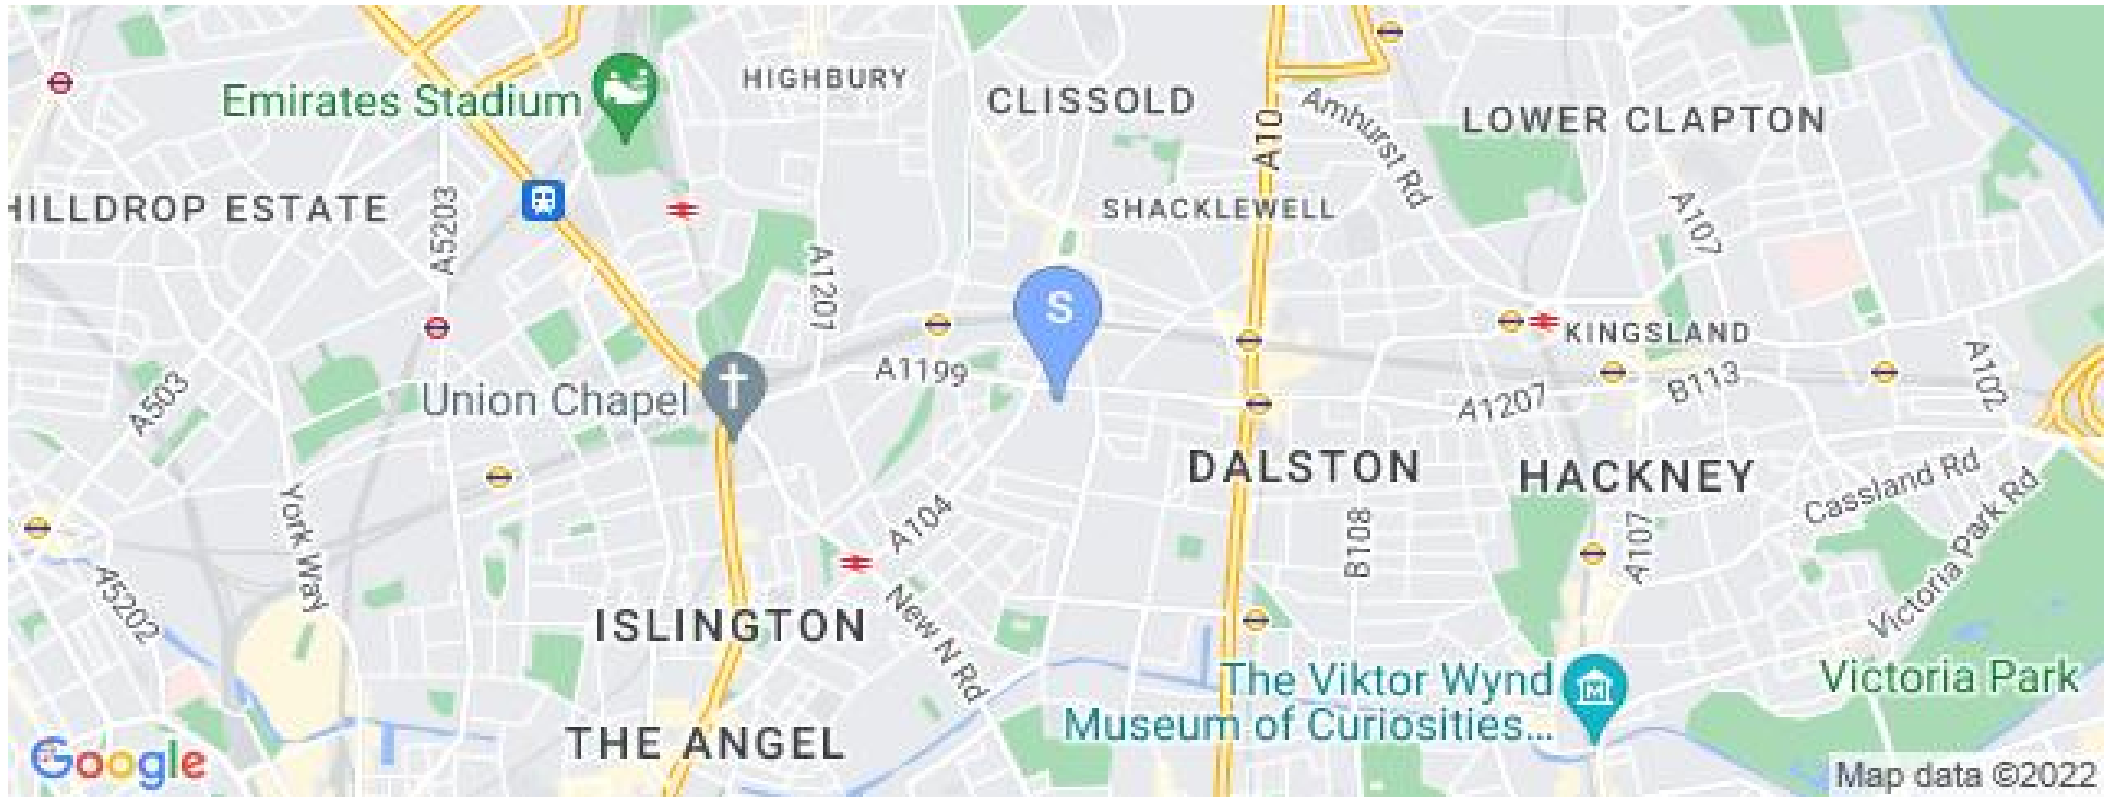 HIGHBURY
Emirates Stadium
CLISSOLD
A10
Amhurst Rd
LOWER CLAPTON
HILLDROP ESTATE
A5203
SHACKLEWELL
A107
A1201
S
KINGSLAND
A1199
A503
Union Chapel
A1207
B113
A102
DALSTON
HACKNEY
Cassland Rd
York Way
A104
B108
A107
Victoria Park Rd
A5202
ISLINGTON
New N Rd
The Viktor Wynd
Museum of Curiosities...
Victoria Park
THE ANGEL
Google
Map data ©2022